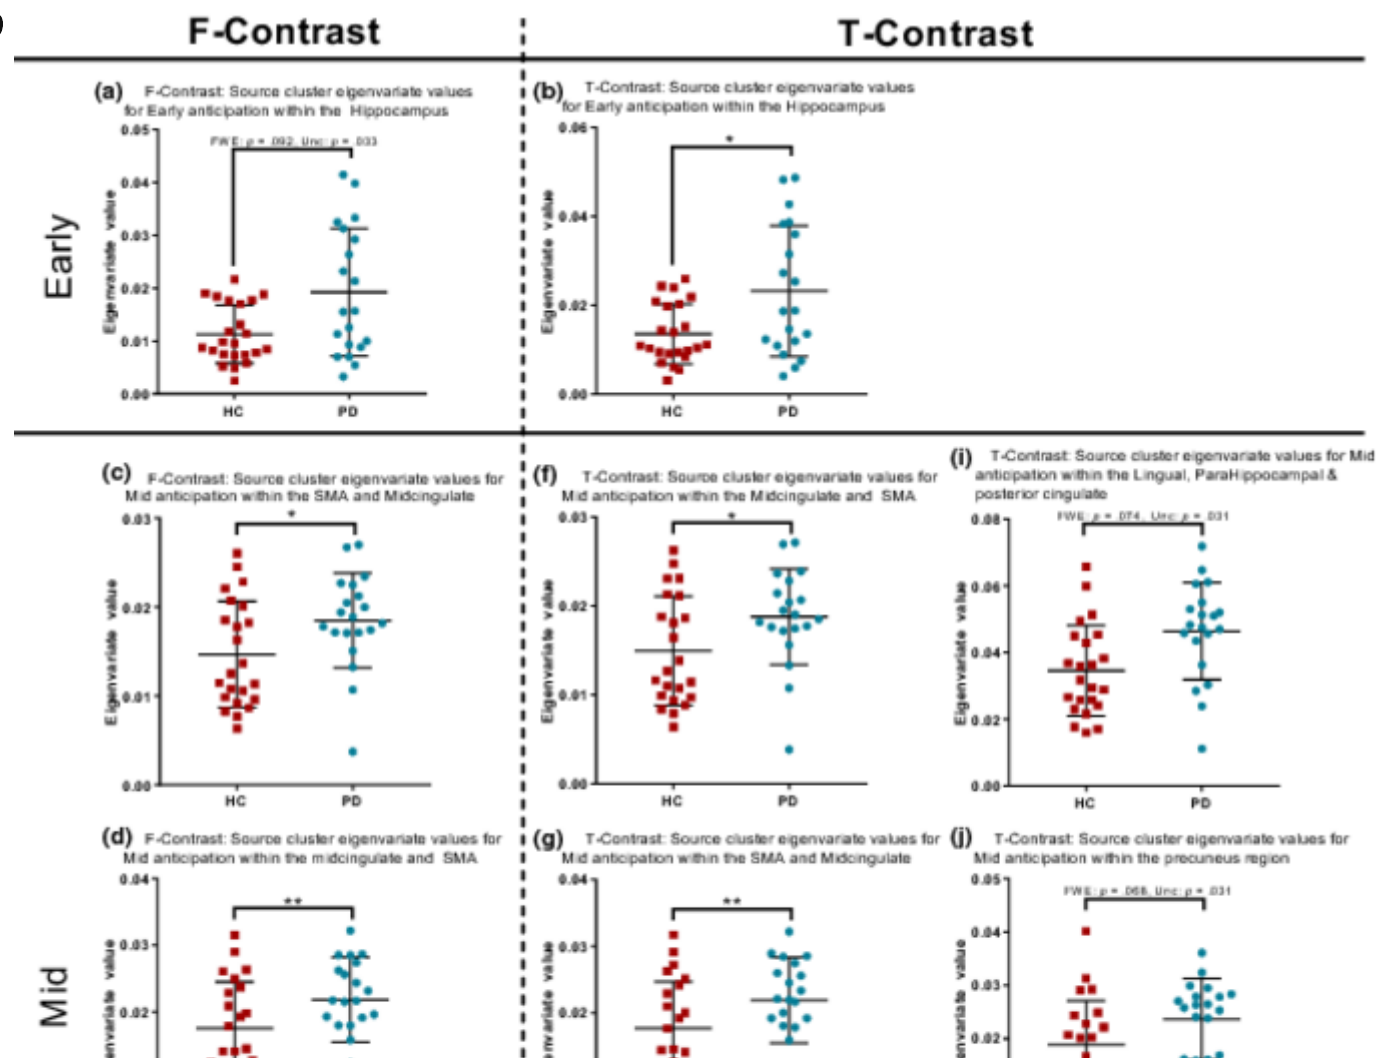 F-Contrast
T-Contrast
Early
(a) F-Contrast: Source cluster eigenvariate values
for Early anticipation within the Hippocampus
FWE: p = .092, Unc: p = .033
0.05
0.04
0.03
0.02
0.01
0.00
Eigenvariate value
HC PD
(b) T-Contrast: Source cluster eigenvariate values
for Early anticipation within the Hippocampus
*
0.06
0.04
0.02
0.00
Eigenvariate value
HC PD
Mid
(c) F-Contrast: Source cluster eigenvariate values for
Mid anticipation within the SMA and Midcingulate
*
0.03
0.02
0.01
0.00
Eigenvariate value
HC PD
(f) T-Contrast: Source cluster eigenvariate values for
Mid anticipation within the Midcingulate and SMA
*
0.03
0.02
0.01
0.00
Eigenvariate value
HC PD
(i) T-Contrast: Source cluster eigenvariate values for Mid
anticipation within the Lingual, ParaHippocampal &
posterior cingulate
FWE: p = .074, Unc: p = .031
0.08
0.06
0.04
0.02
0.00
Eigenvariate value
HC PD
(d) F-Contrast: Source cluster eigenvariate values for
Mid anticipation within the midcingulate and SMA
**
0.04
0.03
0.02
value
(g) T-Contrast: Source cluster eigenvariate values for
Mid anticipation within the SMA and Midcingulate
**
0.04
0.03
0.02
value
(j) T-Contrast: Source cluster eigenvariate values for
Mid anticipation within the precuneus region
FWE: p = .068, Unc: p = .031
0.05
0.04
0.03
0.02
value